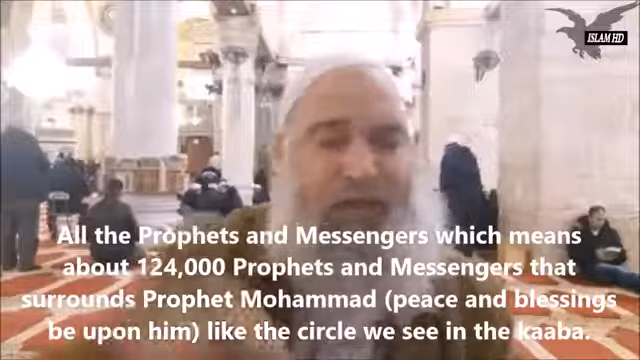 ISLAM HD
All the Prophets and Messengers which means
about 124,000 Prophets and Messengers that
surrounds Prophet Mohammad (peace and blessings
be upon him) like the circle we see in the kaaba.